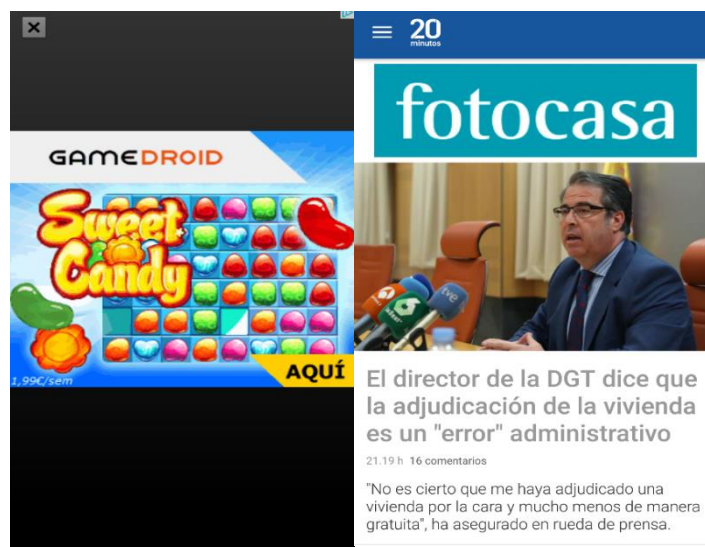 GAMEDROID
Sweet
Candy
1,99€/sem
AQUÍ
20
minutos
fotocasa
tve
El director de la DGT dice que
la adjudicación de la vivienda
es un "error" administrativo
21.19 h 16 comentarios
"No es cierto que me haya adjudicado una
vivienda por la cara y mucho menos de manera
gratuita", ha asegurado en rueda de prensa.